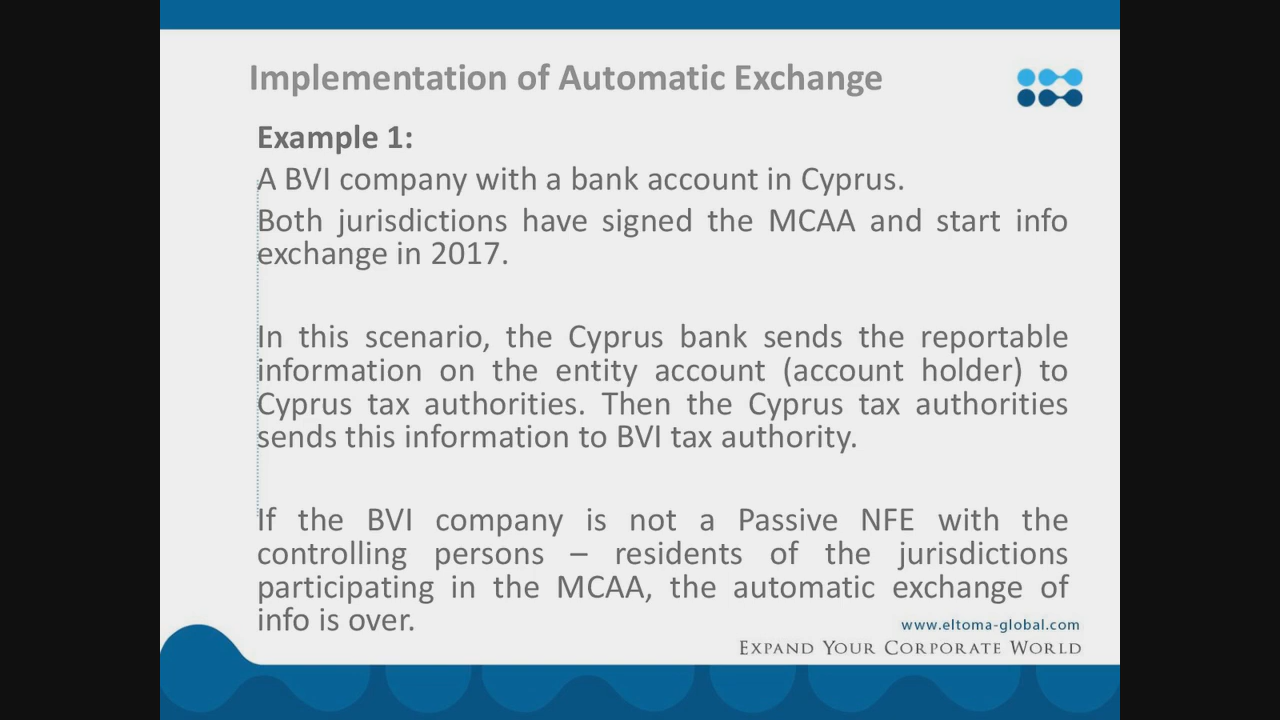 Implementation of Automatic Exchange
Example 1:
A BVI company with a bank account in Cyprus.
Both jurisdictions have signed the MCAA and start info
exchange in 2017.
In this scenario, the Cyprus bank sends the reportable
information on the entity account (account holder) to
Cyprus tax authorities. Then the Cyprus tax authorities
sends this information to BVI tax authority.
If the BVI company is not a Passive NFE with the
controlling persons – residents of the jurisdictions
participating in the MCAA, the automatic exchange of
info is over.
www.eltoma-global.com
EXPAND YOUR CORPORATE WORLD